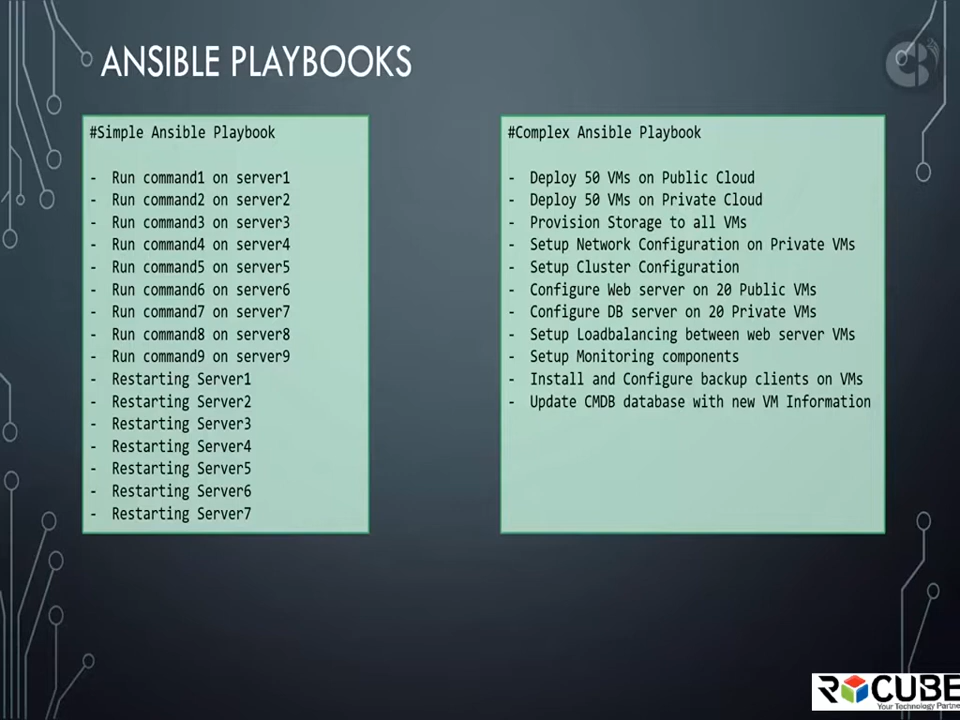 ANSIBLE PLAYBOOKS
#Simple Ansible Playbook
- Run command1 on server1
- Run command2 on server2
- Run command3 on server3
- Run command4 on server4
- Run command5 on server5
- Run command6 on server6
- Run command7 on server7
- Run command8 on server8
- Run command9 on server9
- Restarting Server1
- Restarting Server2
- Restarting Server3
- Restarting Server4
- Restarting Server5
- Restarting Server6
- Restarting Server7
#Complex Ansible Playbook
- Deploy 50 VMs on Public Cloud
- Deploy 50 VMs on Private Cloud
- Provision Storage to all VMs
- Setup Network Configuration on Private VMs
- Setup Cluster Configuration
- Configure Web server on 20 Public VMs
- Configure DB server on 20 Private VMs
- Setup Loadbalancing between web server VMs
- Setup Monitoring components
- Install and Configure backup clients on VMs
- Update CMDB database with new VM Information
CUBE
Your Technology Partne